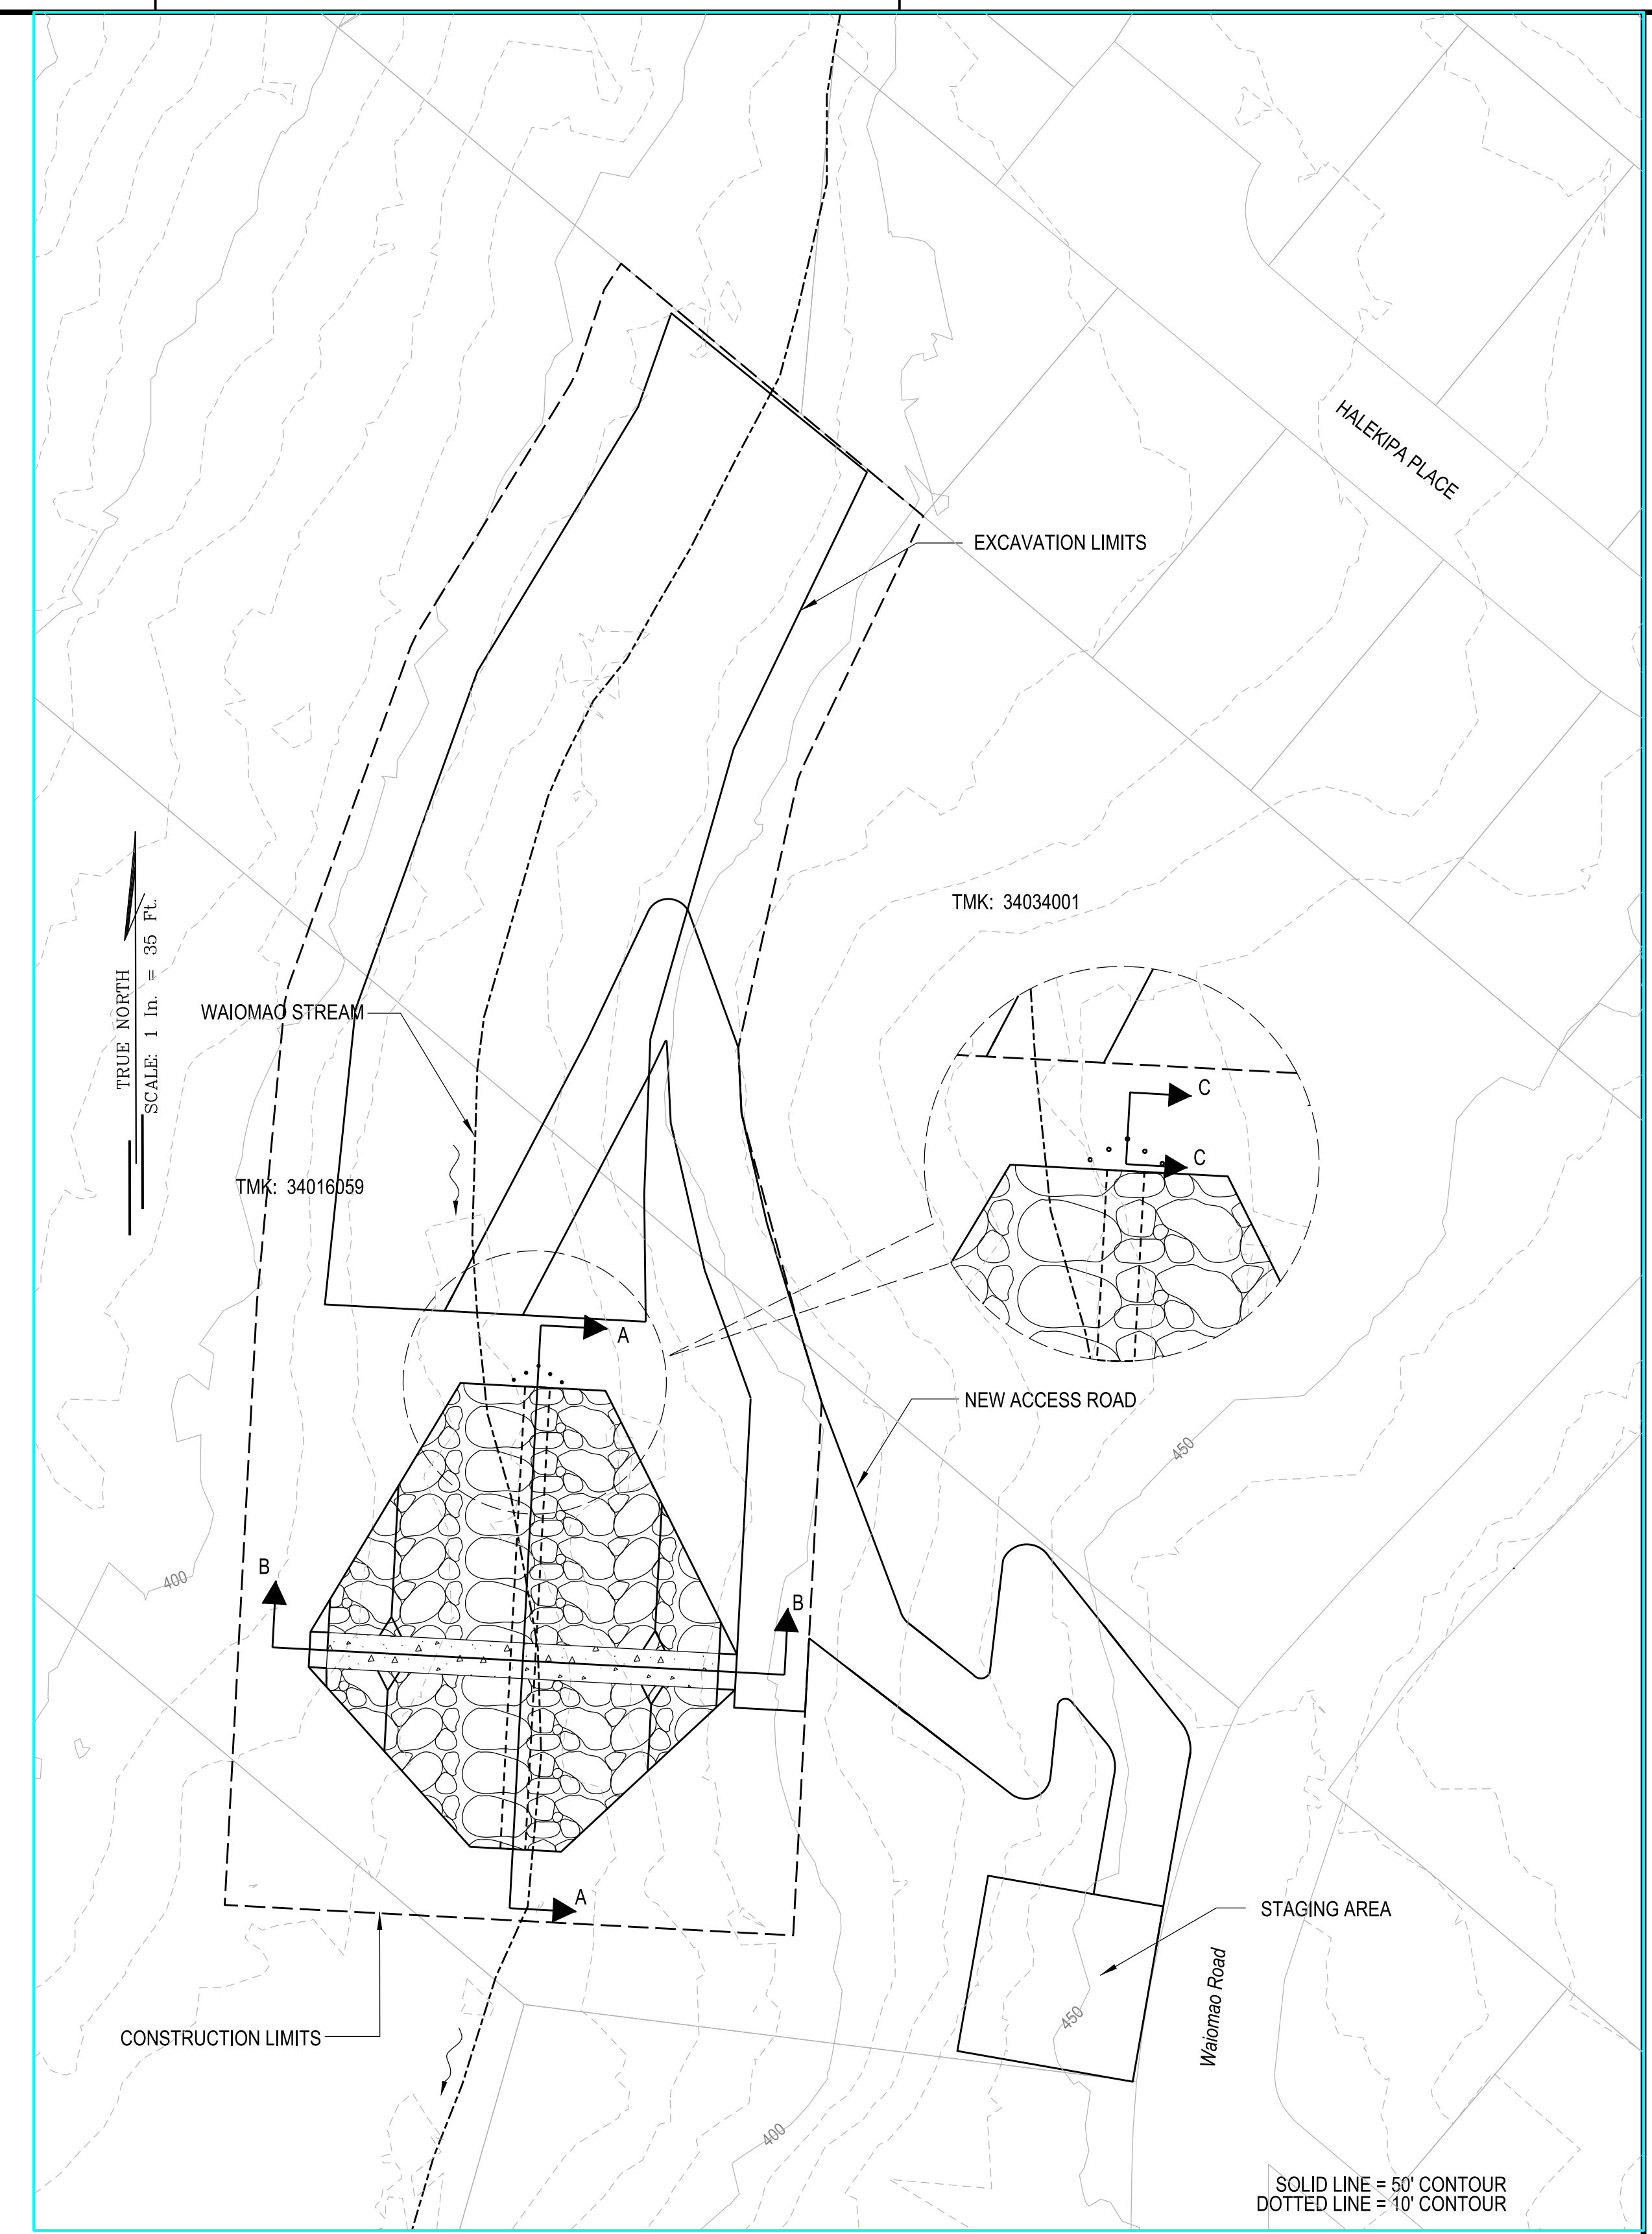 HALEKIPA PLACE
EXCAVATION LIMITS
TMK: 34034001
TRUE NORTH
SCALE: 1 In. = 35 Ft.
WAIOMAO STREAM
C
C
TMK: 34016059
A
NEW ACCESS ROAD
450
400
B
B
A
STAGING AREA
Waiomao Road
450
CONSTRUCTION LIMITS
400
SOLID LINE = 50' CONTOUR
DOTTED LINE = 10' CONTOUR